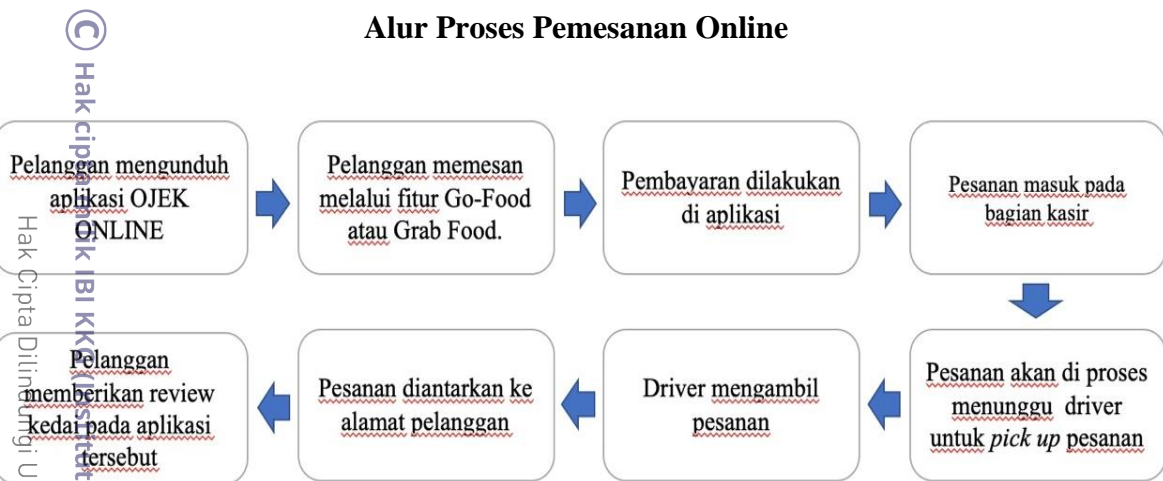 Alur Proses Pemesanan Online
Pelanggan mengunduh
aplikasi OJEK
ONLINE
Pelanggan memesan
melalui fitur Go-Food
atau Grab Food.
Pembayaran dilakukan
di aplikasi
Pesanan masuk pada
bagian kasir
Pesanan akan di proses
menunggu driver
untuk pick up pesanan
Driver mengambil
pesanan
Pesanan diantarkan ke
alamat pelanggan
Pelanggan
memberikan review
kedai pada aplikasi
tersebut
© Hak cipta milik IBI KKG (Institut
Hak Cipta Dilindungi U